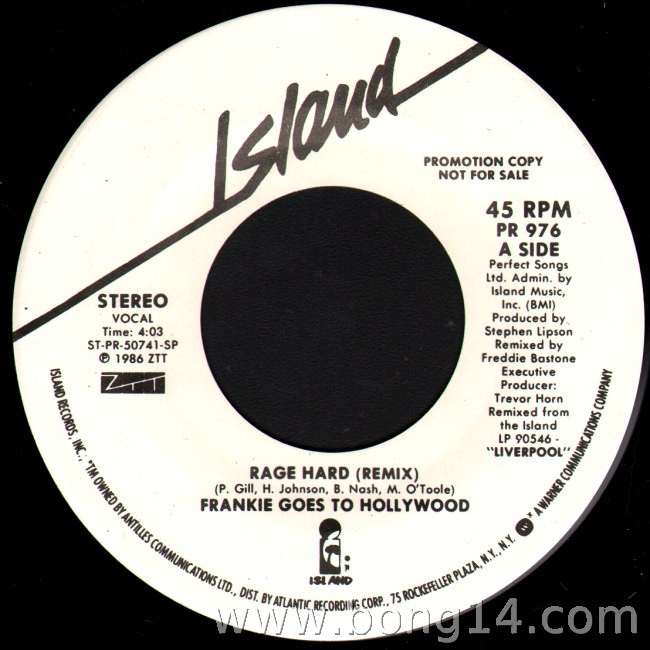 Island
PROMOTION COPY
NOT FOR SALE
45 RPM
PR 976
A SIDE
Perfect Songs
Ltd. Admin. by
Island Music,
Inc. (BMI)
Produced by
Stephen Lipson
Remixed by
Freddie Bastone
Executive
Producer:
Trevor Horn
Remixed from
the Island
LP 90546 -
"LIVERPOOL"
STEREO
VOCAL
Time: 4:03
ST-PR-50741-SP
℗ 1986 ZTT
ZTT
RAGE HARD (REMIX)
(P. Gill, H. Johnson, B. Nash, M. O'Toole)
FRANKIE GOES TO HOLLYWOOD
ISLAND
ISLAND RECORDS, INC., *TM OWNED BY ANTILLES COMMUNICATIONS LTD., DIST. BY ATLANTIC RECORDING CORP., 75 ROCKEFELLER PLAZA, N.Y., N.Y. * A WARNER COMMUNICATIONS COMPANY
www.bong14.com